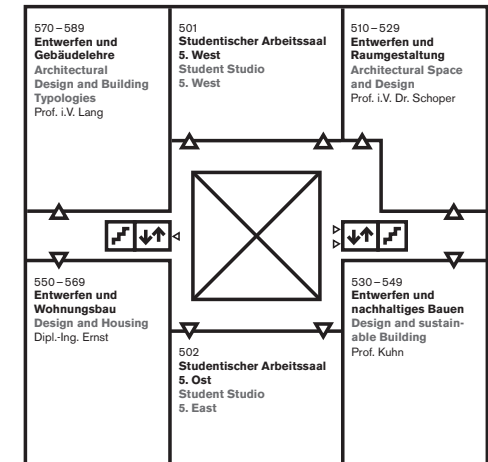 570–589
Entwerfen und
Gebäudelehre
Architectural
Design and Building
Typologies
Prof. i.V. Lang
501
Studentischer Arbeitssaal
5. West
Student Studio
5. West
510–529
Entwerfen und
Raumgestaltung
Architectural Space
and Design
Prof. i.V. Dr. Schoper
550–569
Entwerfen und
Wohnungsbau
Design and Housing
Dipl.-Ing. Ernst
502
Studentischer Arbeitssaal
5. Ost
Student Studio
5. East
530–549
Entwerfen und
nachhaltiges Bauen
Design and sustain-
able Building
Prof. Kuhn